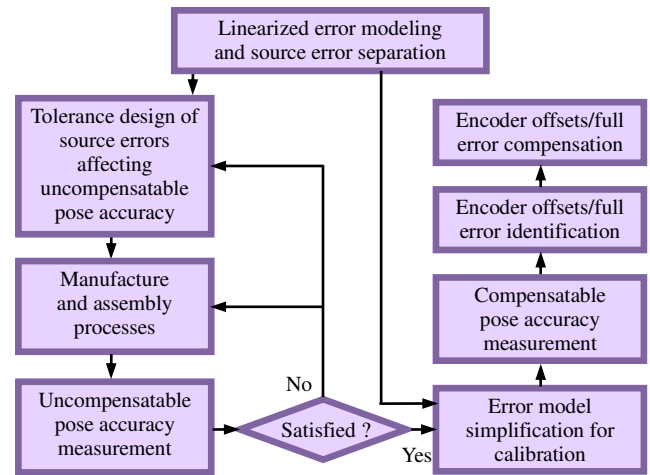 Linearized error modeling
and source error separation
Tolerance design of
source errors
affecting
uncompensatable
pose accuracy
Manufacture
and assembly
processes
Uncompensatable
pose accuracy
measurement
No
Satisfied ?
Yes
Encoder offsets/full
error compensation
Encoder offsets/full
error identification
Compensatable
pose accuracy
measurement
Error model
simplification for
calibration